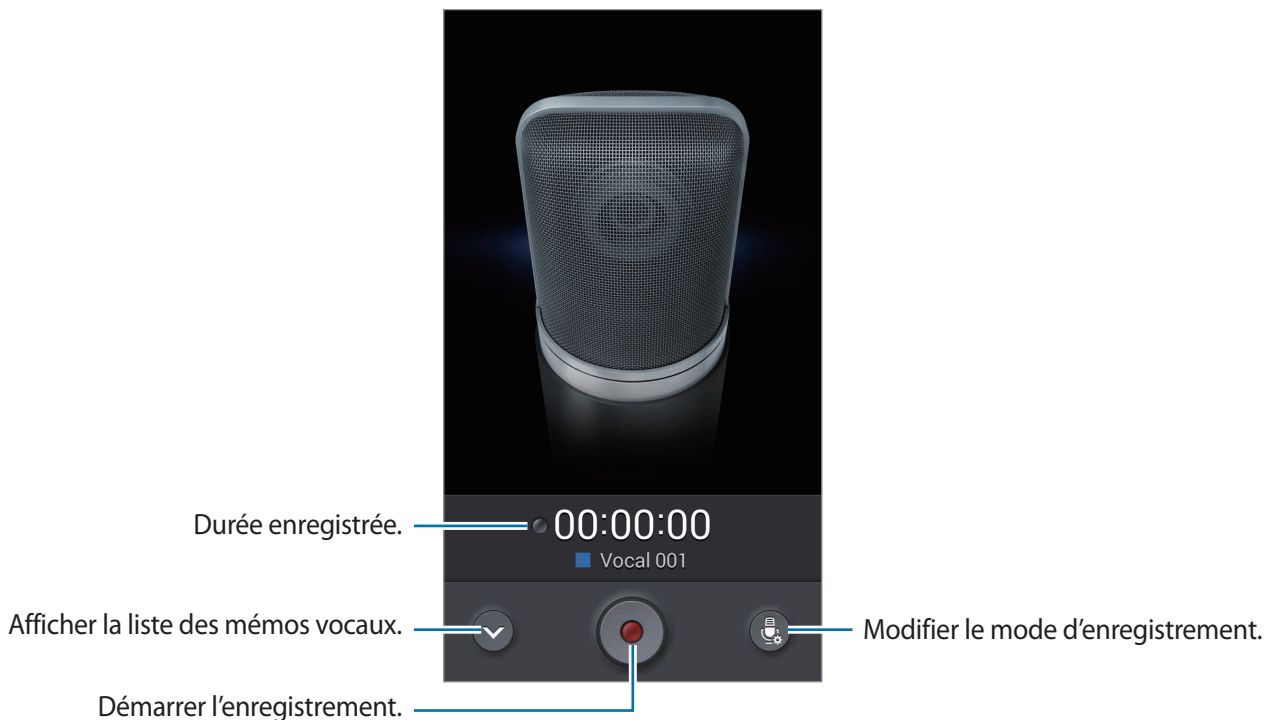 Durée enregistrée.
00:00:00
Vocal 001
Afficher la liste des mémos vocaux.
Modifier le mode d'enregistrement.
Démarrer l'enregistrement.